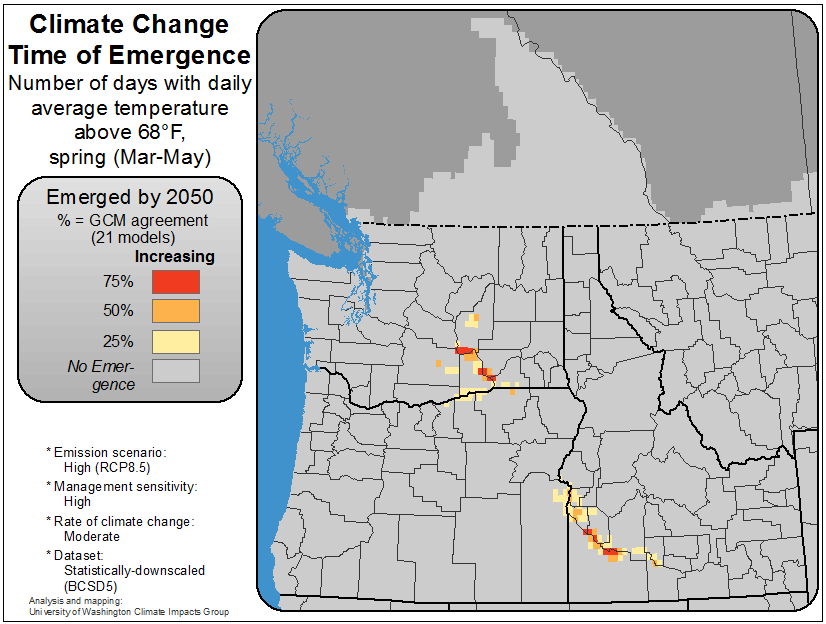 Climate Change
Time of Emergence
Number of days with daily
average temperature
above 68°F,
spring (Mar-May)
Emerged by 2050
% = GCM agreement
(21 models)
Increasing
75%
50%
25%
No Emer-
gence
* Emission scenario:
High (RCP8.5)
* Management sensitivity:
High
* Rate of climate change:
Moderate
* Dataset:
Statistically-downscaled
(BCSD5)
Analysis and mapping:
University of Washington Climate Impacts Group